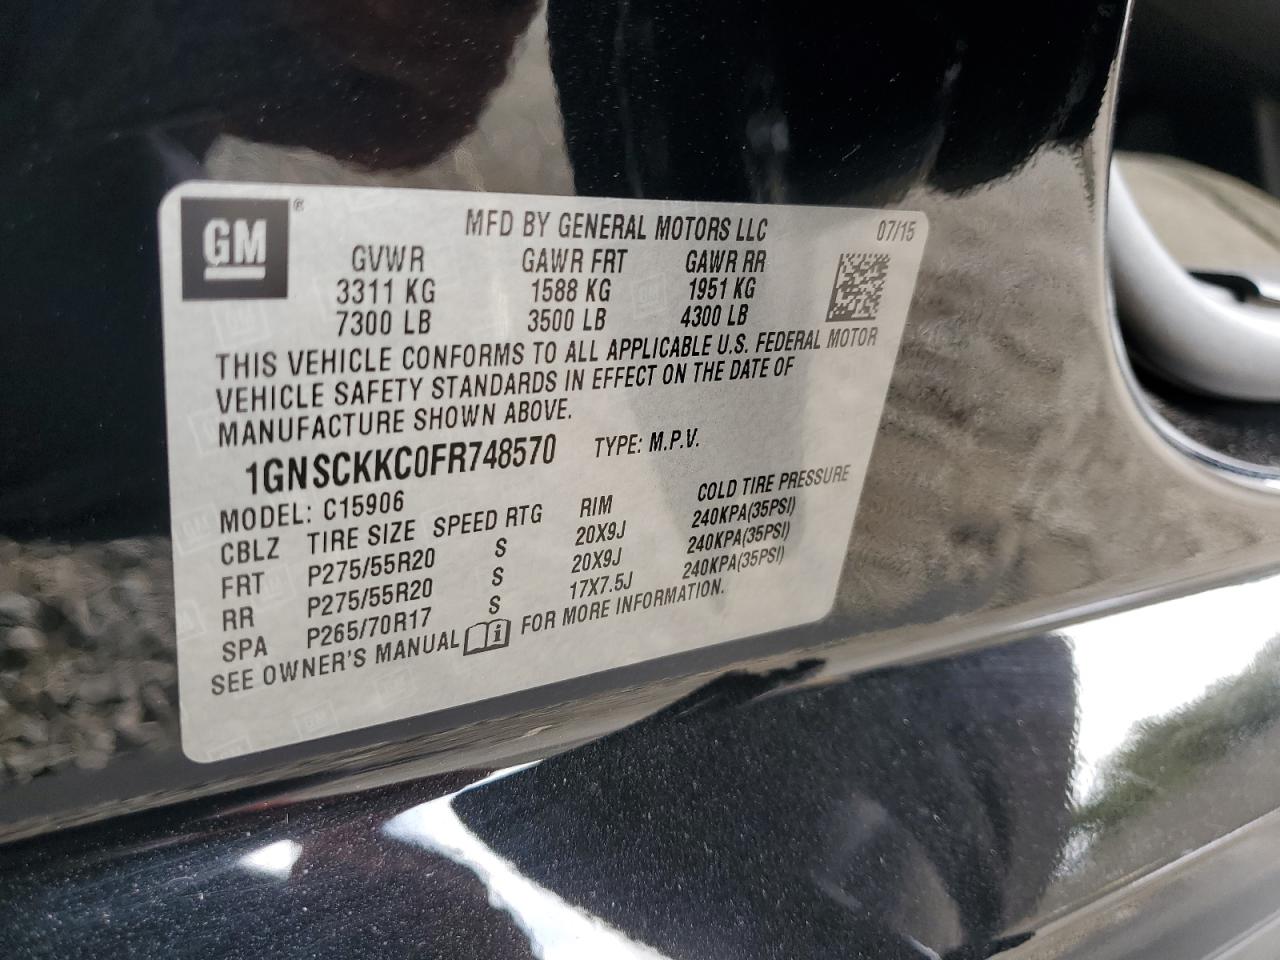 GM ® MFD BY GENERAL MOTORS LLC 07/15
GVWR GAWR FRT GAWR RR
3311 KG 1588 KG 1951 KG
7300 LB 3500 LB 4300 LB
THIS VEHICLE CONFORMS TO ALL APPLICABLE U.S. FEDERAL MOTOR
VEHICLE SAFETY STANDARDS IN EFFECT ON THE DATE OF
MANUFACTURE SHOWN ABOVE.
1GNSCKKC0FR748570 TYPE: M.P.V.
MODEL: C15906
CBLZ TIRE SIZE SPEED RTG RIM COLD TIRE PRESSURE
FRT P275/55R20 S 20X9J 240KPA(35PSI)
RR P275/55R20 S 20X9J 240KPA(35PSI)
SPA P265/70R17 S 17X7.5J 240KPA(35PSI)
SEE OWNER'S MANUAL i FOR MORE INFORMATION.